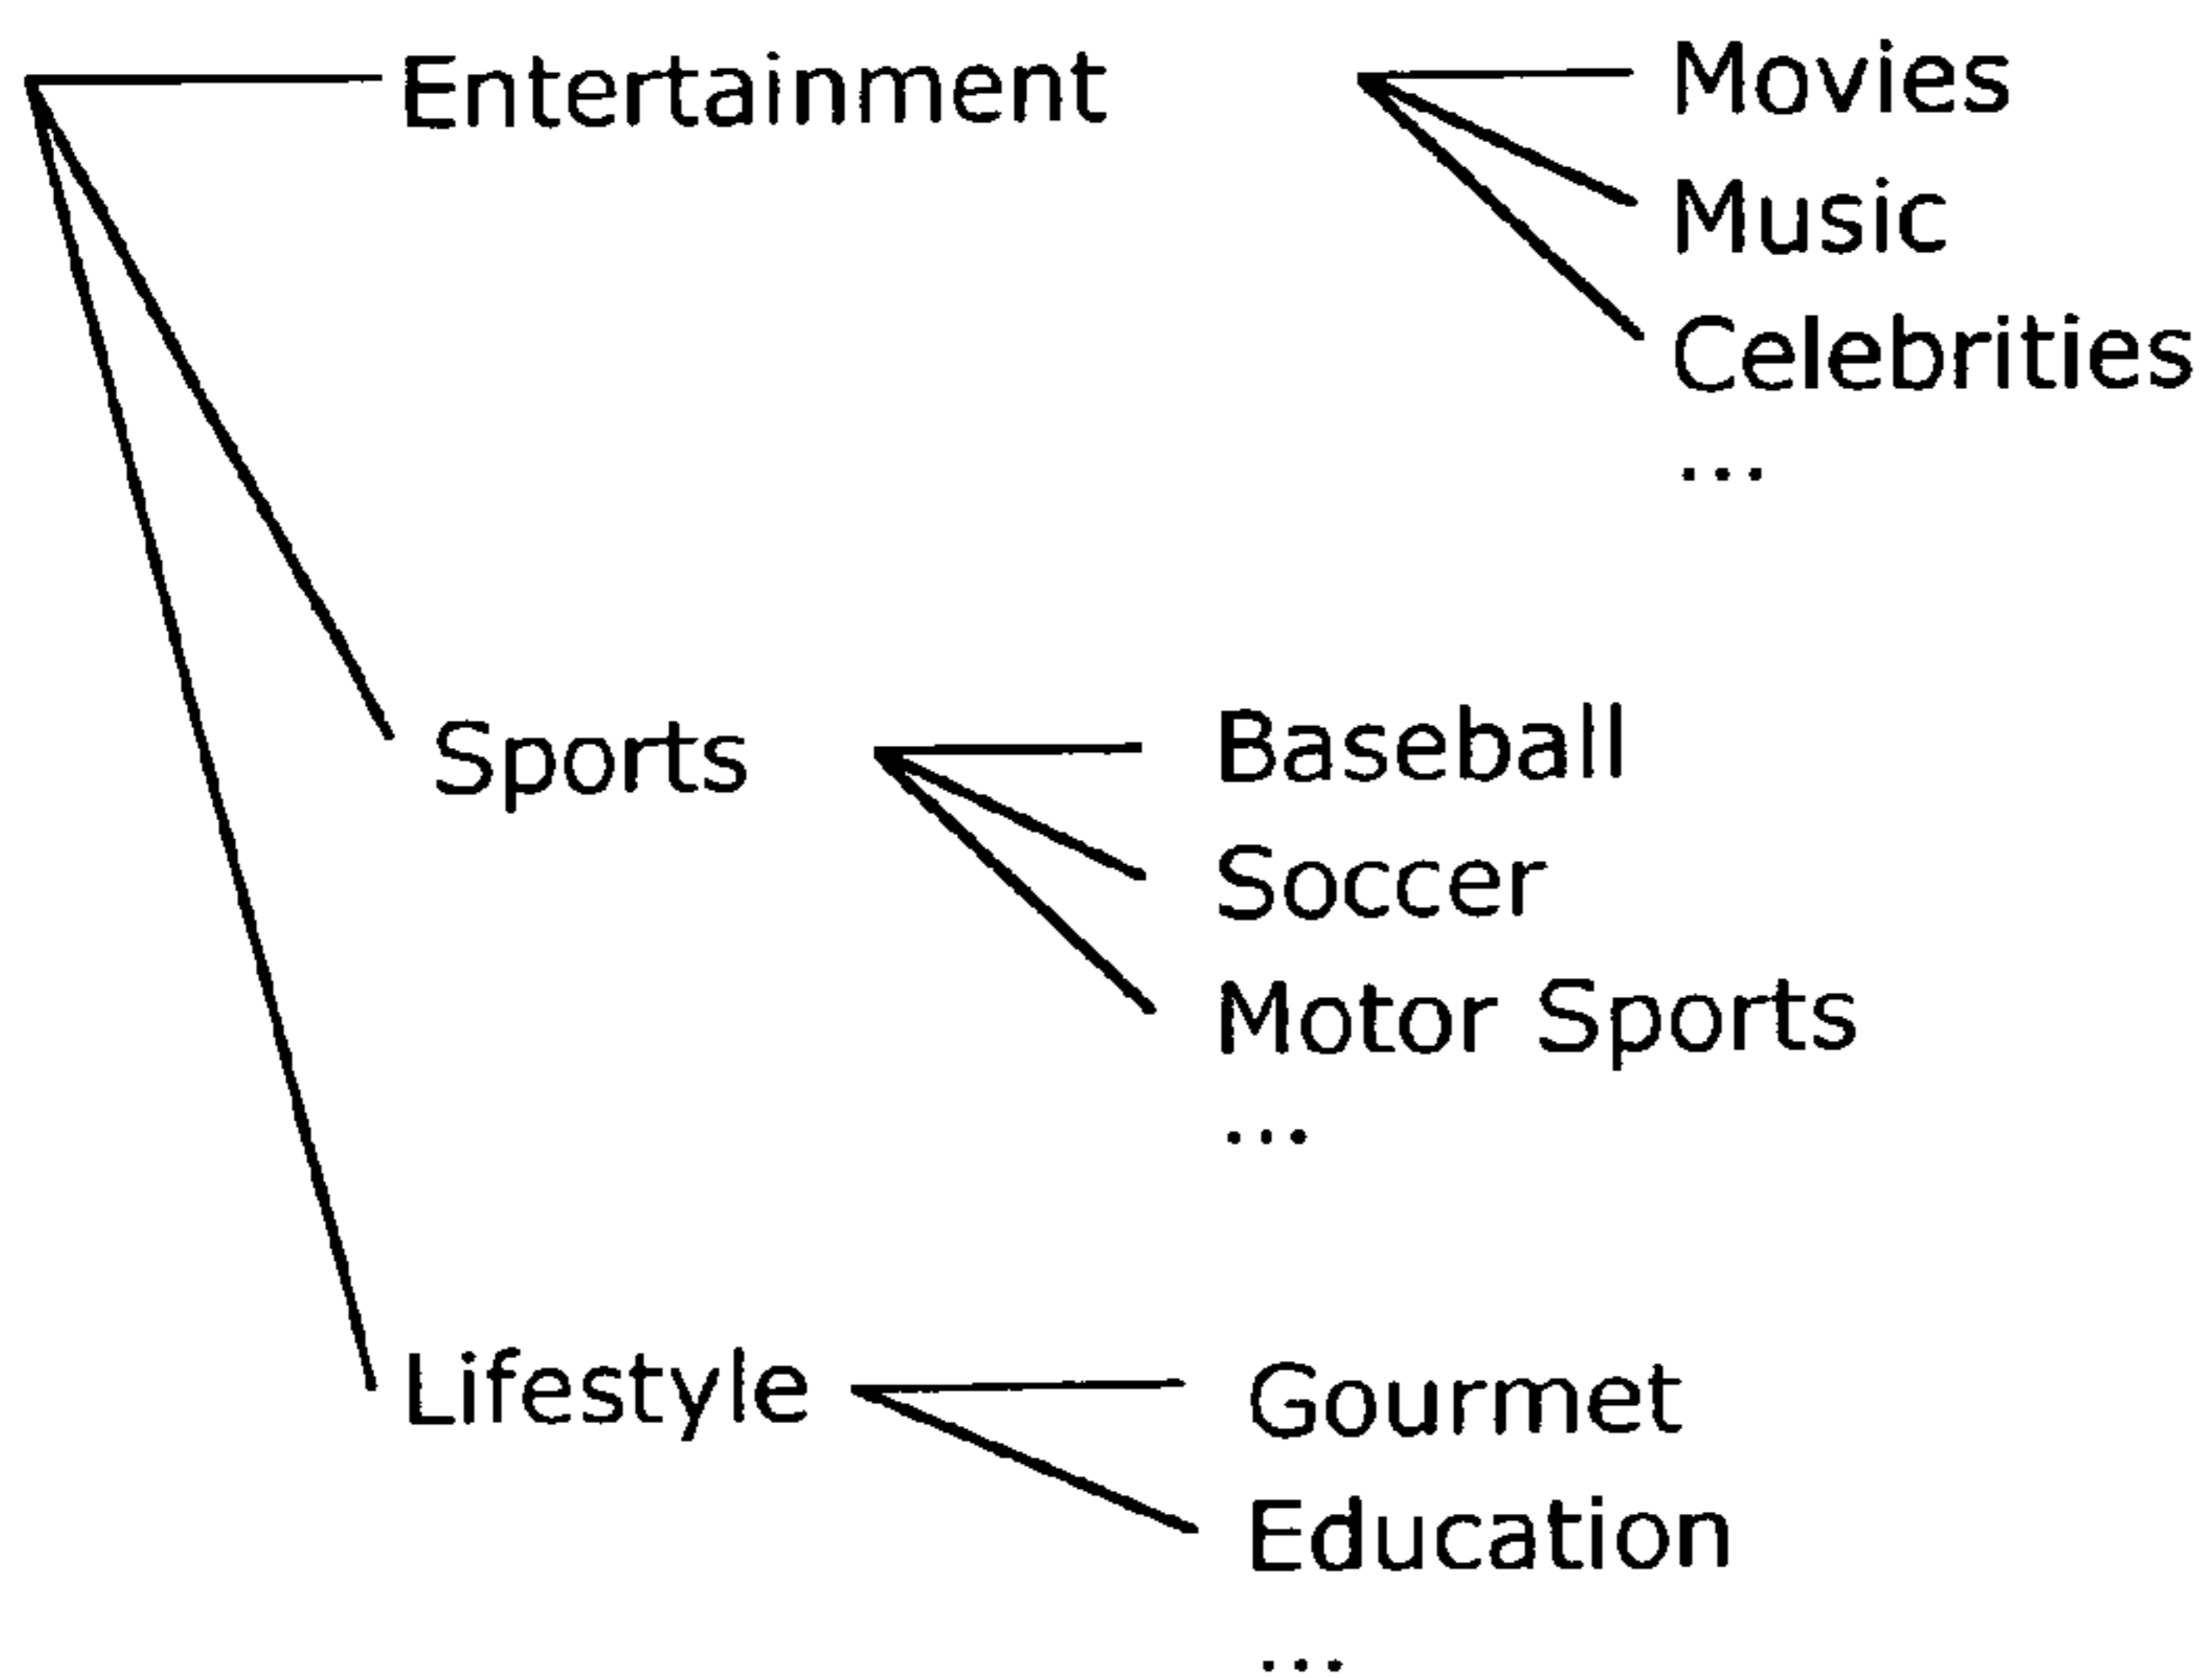 Entertainment
Movies
Music
Celebrities
...
Sports
Baseball
Soccer
Motor Sports
...
Lifestyle
Gourmet
Education
...